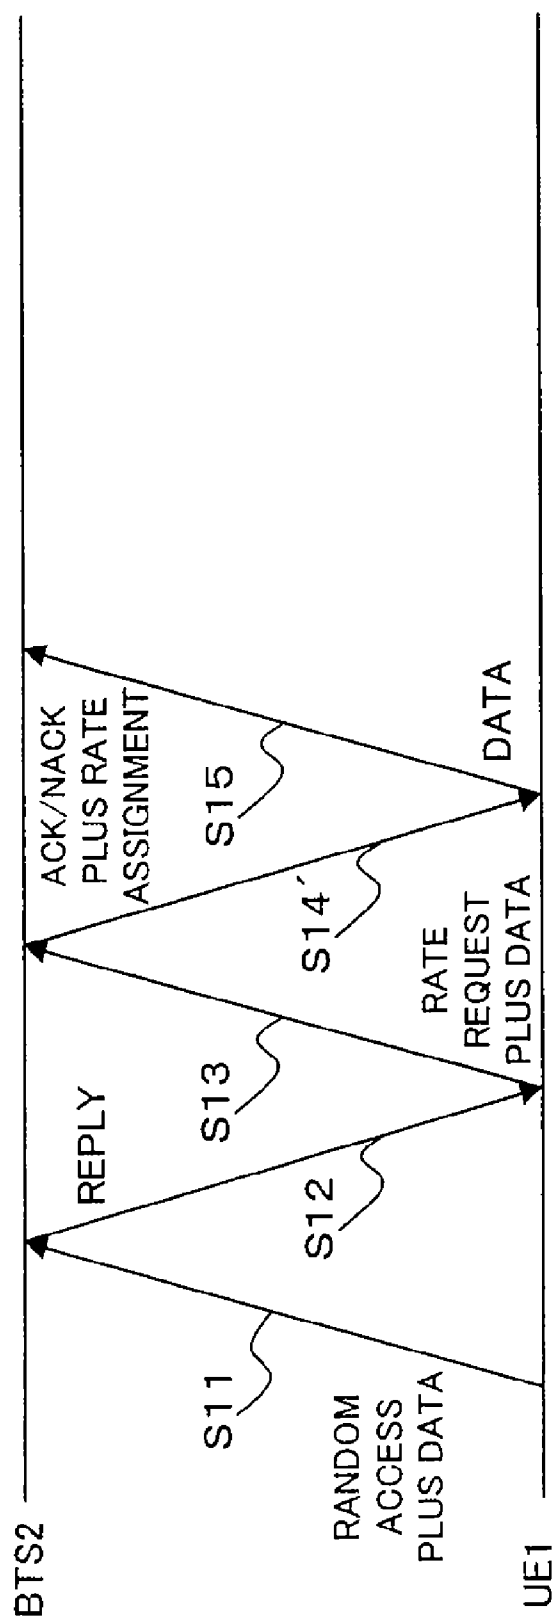 BTS2
UE1
RANDOM
ACCESS
PLUS DATA
S11
REPLY
S12
S13
RATE
REQUEST
PLUS DATA
S14´
ACK/NACK
PLUS RATE
ASSIGNMENT
S15
DATA